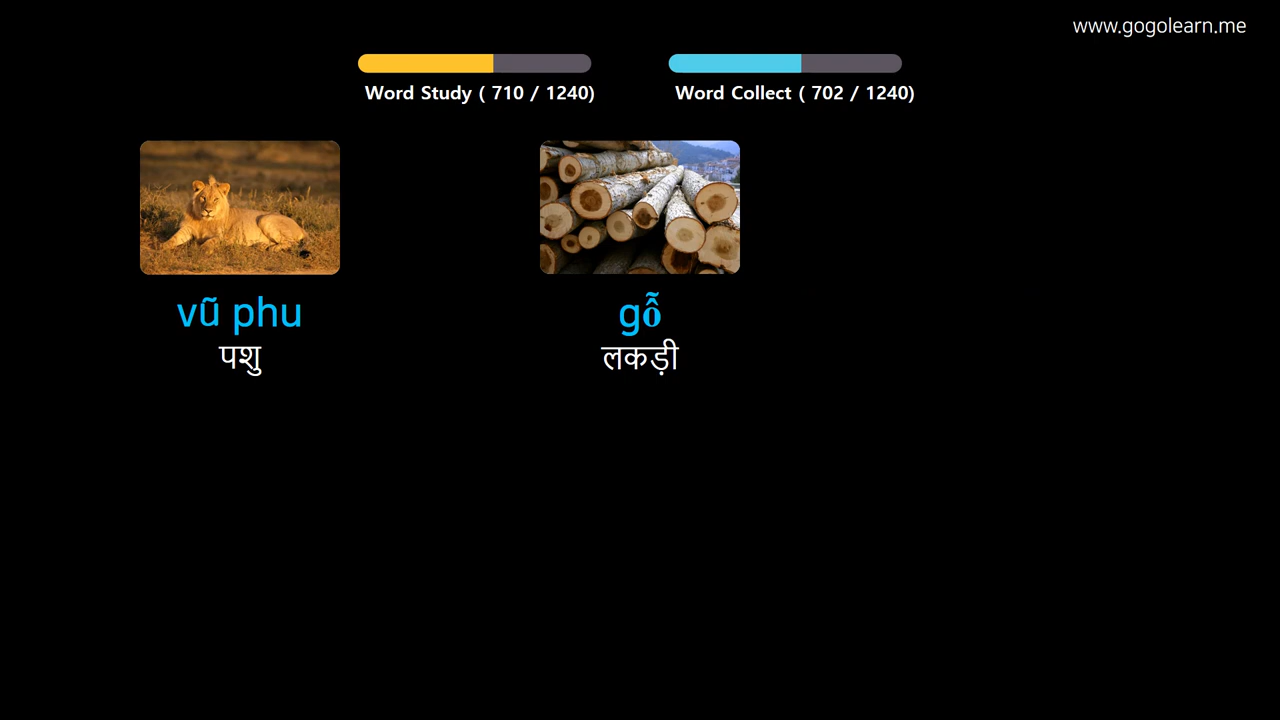 www.gogolearn.me
Word Study ( 710 / 1240)
Word Collect ( 702 / 1240)
vũ phu
पशु
gỗ
लकड़ी